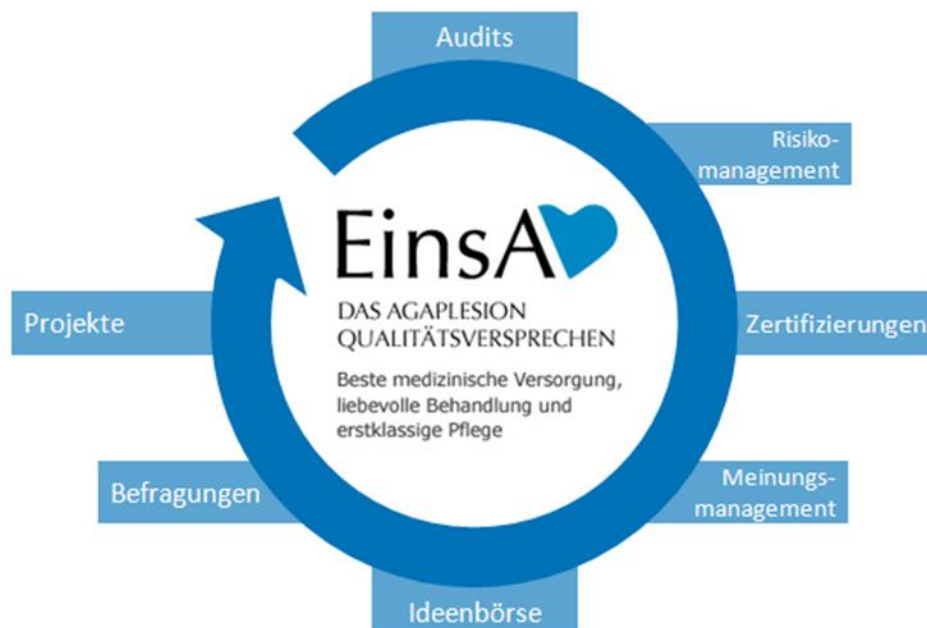 Audits
Risiko-
management
Zertifizierungen
Meinungs-
management
Ideenbörse
Befragungen
Projekte
EinsA
DAS AGAPLESION
QUALITÄTSVERSPRECHEN
Beste medizinische Versorgung,
liebevolle Behandlung und
erstklassige Pflege